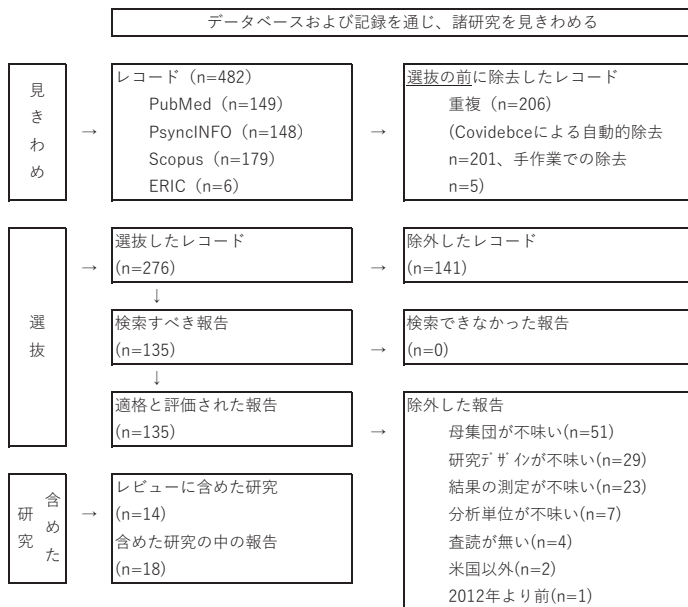 データベースおよび記録を通じ、諸研究を見きわめる
見きわめ
→
レコード（n=482）
PubMed（n=149）
PsyncINFO（n=148）
Scopus（n=179）
ERIC（n=6）
→
選抜の前に除去したレコード
重複（n=206）
(Covidebceによる自動的除去
n=201、手作業での除去
n=5)
選抜
→
選抜したレコード
(n=276)
→
除外したレコード
(n=141)
↓
検索すべき報告
(n=135)
→
検索できなかった報告
(n=0)
↓
適格と評価された報告
(n=135)
→
除外した報告
母集団が不味い(n=51)
研究ﾃﾞｻﾞｲﾝが不味い(n=29)
結果の測定が不味い(n=23)
分析単位が不味い(n=7)
査読が無い(n=4)
米国以外(n=2)
2012年より前(n=1)
含めた
研究
→
レビューに含めた研究
(n=14)
含めた研究の中の報告
(n=18)